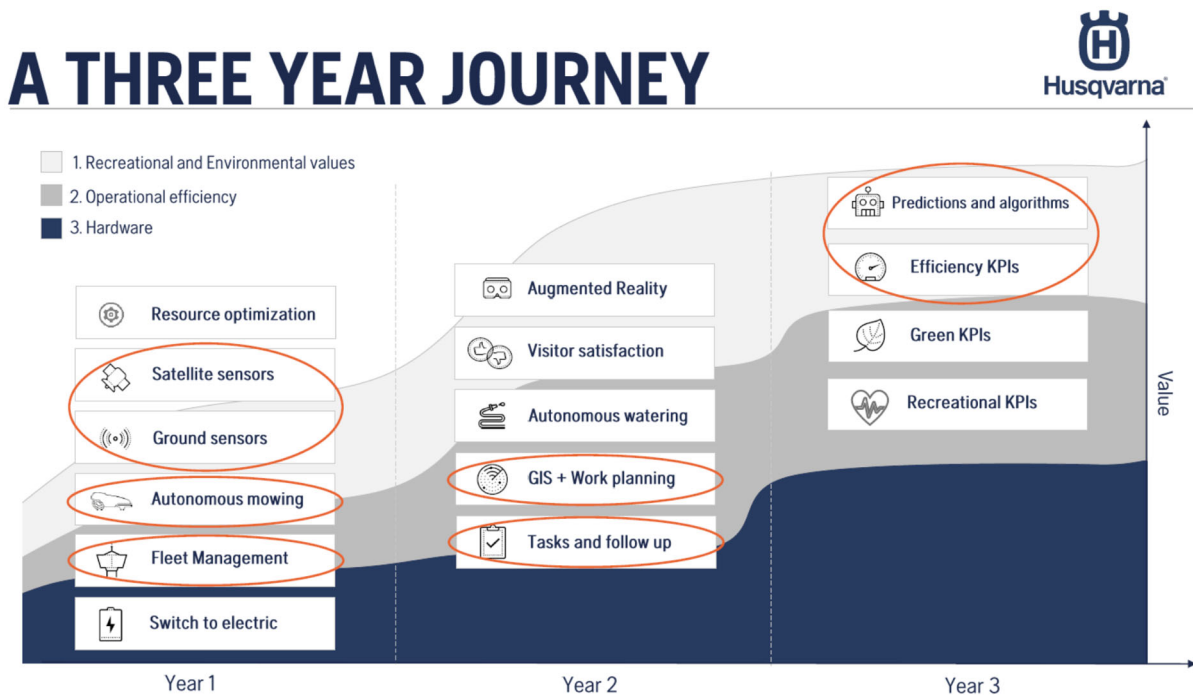 A THREE YEAR JOURNEY
H
Husqvarna®
1. Recreational and Environmental values
2. Operational efficiency
3. Hardware
Resource optimization
Satellite sensors
Ground sensors
Autonomous mowing
Fleet Management
Switch to electric
Augmented Reality
Visitor satisfaction
Autonomous watering
GIS + Work planning
Tasks and follow up
Predictions and algorithms
Efficiency KPIs
Green KPIs
Recreational KPIs
Value
Year 1
Year 2
Year 3